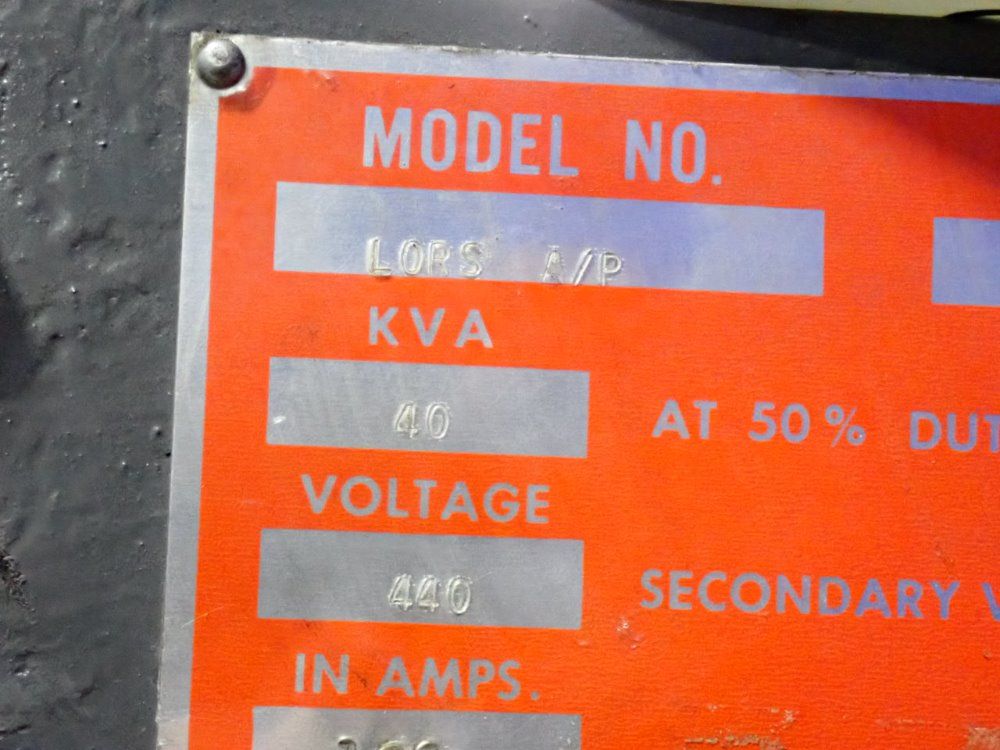 MODEL NO.
LORS A/P
KVA
40
AT 50% DUT
VOLTAGE
440
SECONDARY V
IN AMPS.